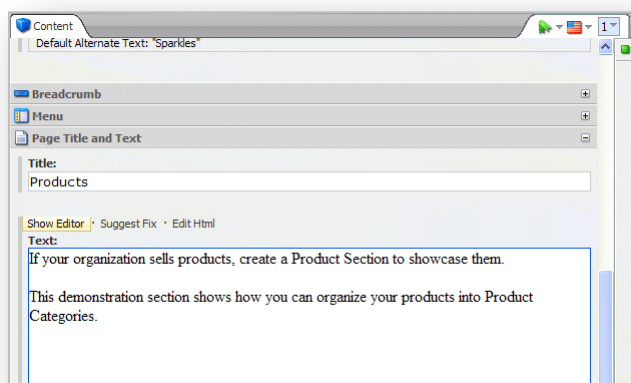 Content
1
Default Alternate Text: "Sparkles"
Breadcrumb
Menu
Page Title and Text
Title:
Products
Show Editor · Suggest Fix · Edit Html
Text:
If your organization sells products, create a Product Section to showcase them.
This demonstration section shows how you can organize your products into Product
Categories.